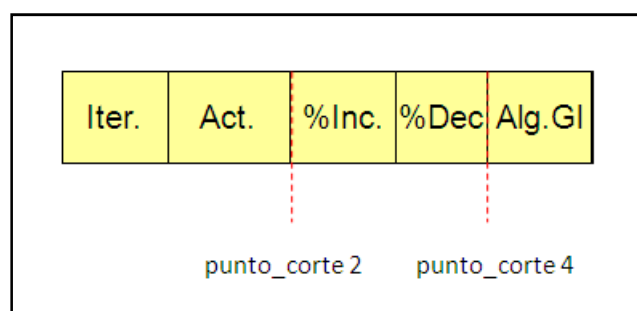 Iter. Act. %Inc. %Dec Alg.GI
punto_corte 2 punto_corte 4